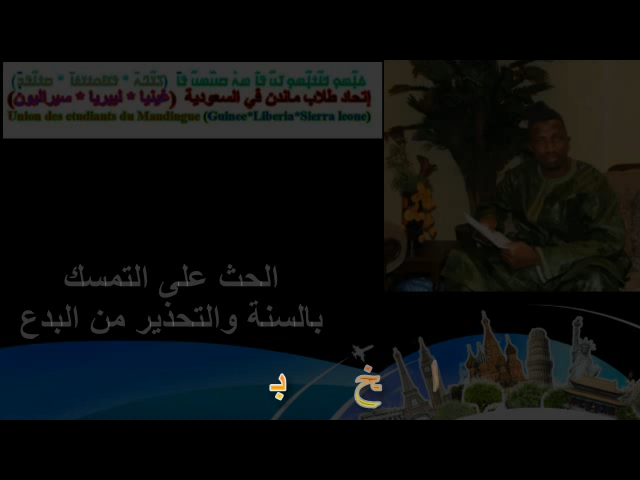 إتحاد طلاب ماندن في السعودية (غينيا * ليبيريا * سيراليون)
Union des etudiants du Mandingue (Guinee*Liberia*Sierra leone)
الحث على التمسك
بالسنة والتحذير من البدع
ا خ ب